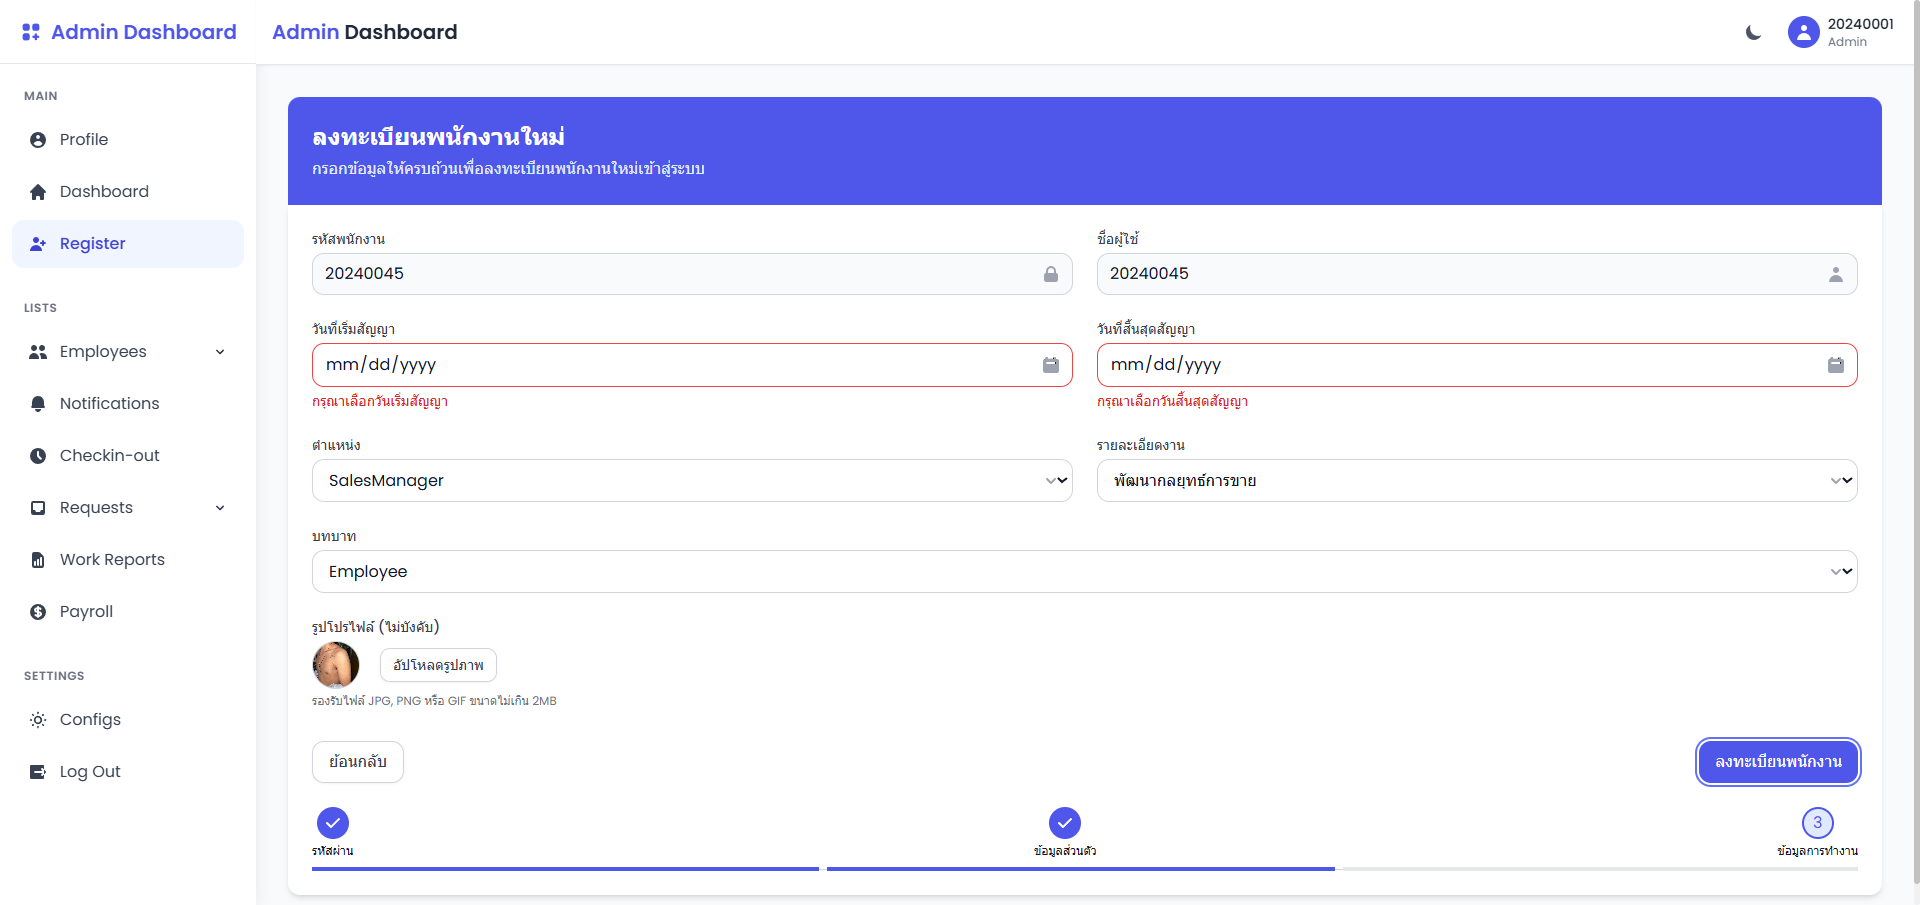 Admin Dashboard
Admin Dashboard
20240001
Admin
MAIN
Profile
Dashboard
Register
LISTS
Employees
Notifications
Checkin-out
Requests
Work Reports
Payroll
SETTINGS
Configs
Log Out
ลงทะเบียนพนักงานใหม่
กรอกข้อมูลให้ครบถ้วนเพื่อลงทะเบียนพนักงานใหม่เข้าสู่ระบบ
รหัสพนักงาน
20240045
ชื่อผู้ใช้
20240045
วันที่เริ่มสัญญา
mm/dd/yyyy
กรุณาเลือกวันเริ่มสัญญา
วันที่สิ้นสุดสัญญา
mm/dd/yyyy
กรุณาเลือกวันสิ้นสุดสัญญา
ตำแหน่ง
SalesManager
รายละเอียดงาน
พัฒนากลยุทธ์การขาย
บทบาท
Employee
รูปโปรไฟล์ (ไม่บังคับ)
อัปโหลดรูปภาพ
รองรับไฟล์ JPG, PNG หรือ GIF ขนาดไม่เกิน 2MB
ย้อนกลับ
ลงทะเบียนพนักงาน
รหัสผ่าน
ข้อมูลส่วนตัว
3
ข้อมูลการทำงาน